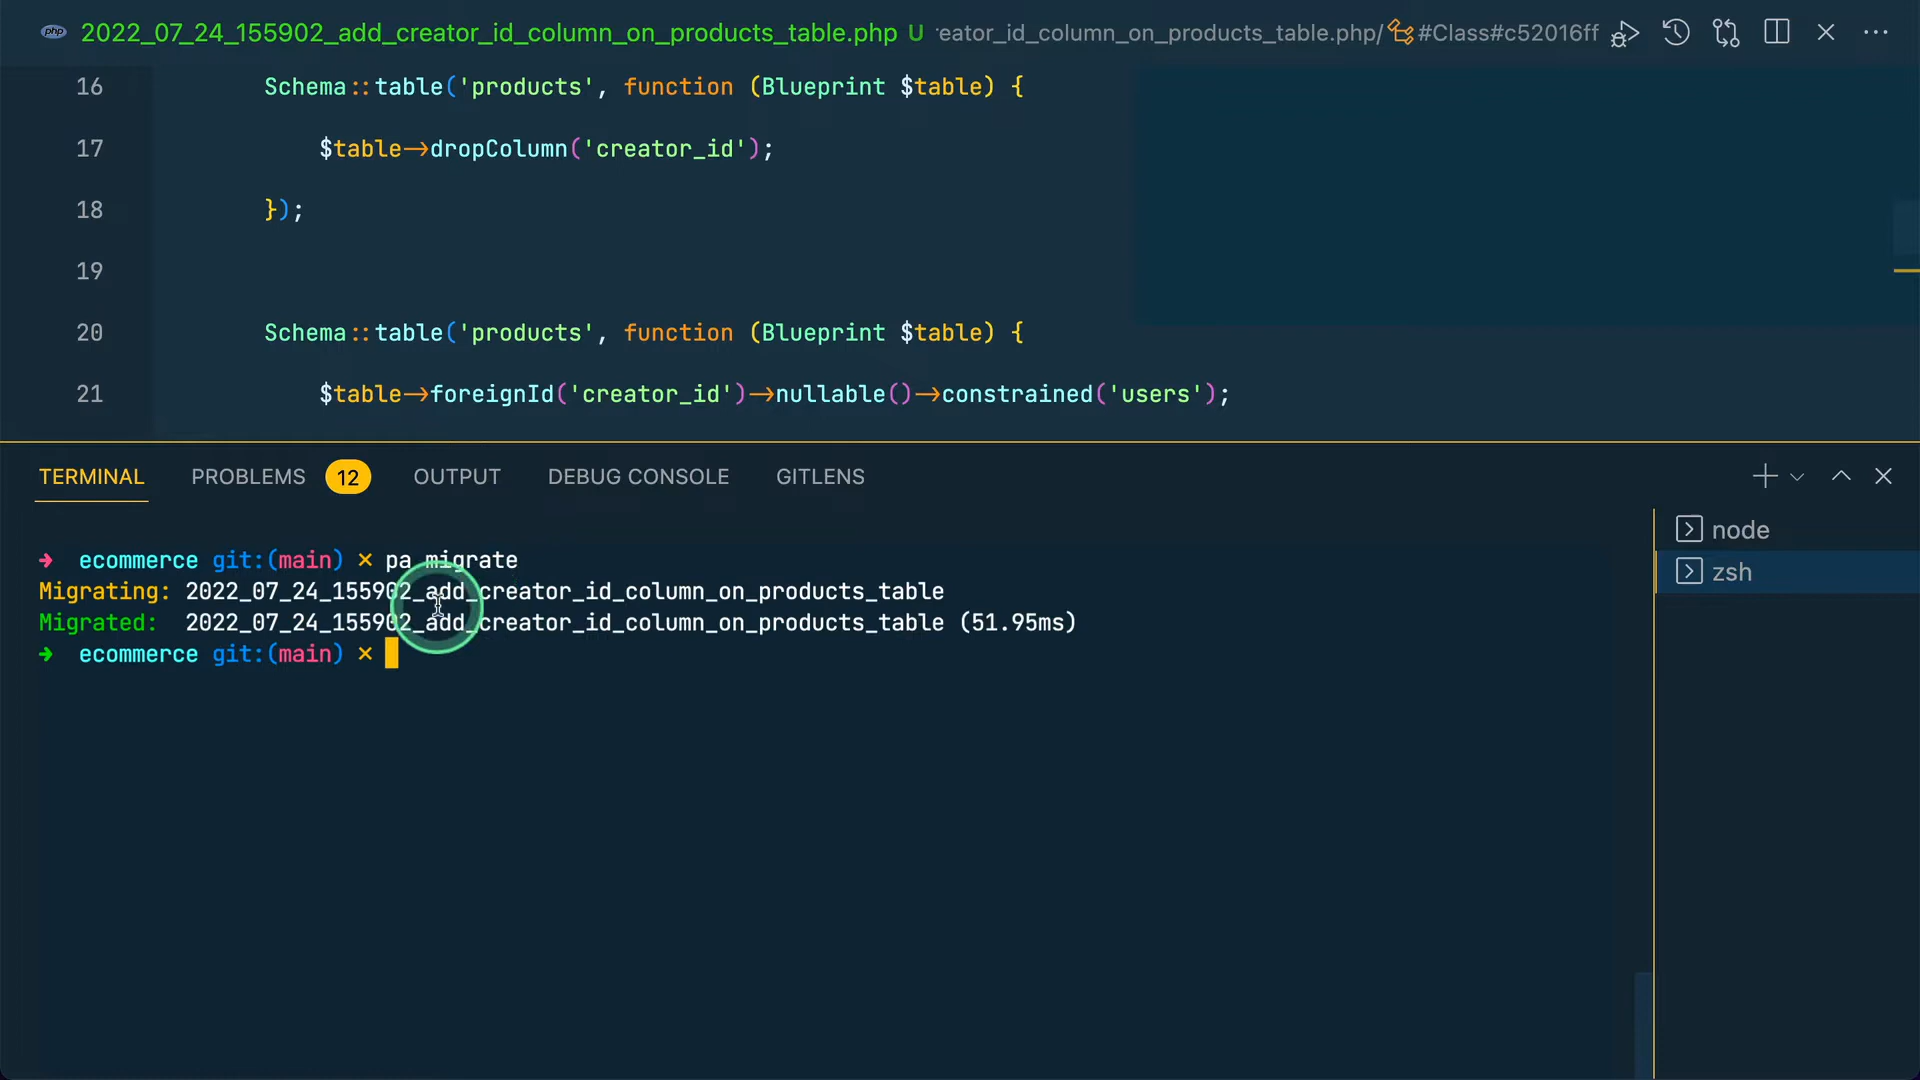 php 2022_07_24_155902_add_creator_id_column_on_products_table.php U eator_id_column_on_products_table.php/ #Class#c52016ff ...
16 Schema::table('products', function (Blueprint $table) {
17 $table->dropColumn('creator_id');
18 });
19
20 Schema::table('products', function (Blueprint $table) {
21 $table->foreignId('creator_id')->nullable()->constrained('users');
TERMINAL PROBLEMS 12 OUTPUT DEBUG CONSOLE GITLENS
node
zsh
➜ ecommerce git:(main) ✗ pa migrate
Migrating: 2022_07_24_155902_add_creator_id_column_on_products_table
Migrated: 2022_07_24_155902_add_creator_id_column_on_products_table (51.95ms)
➜ ecommerce git:(main) ✗